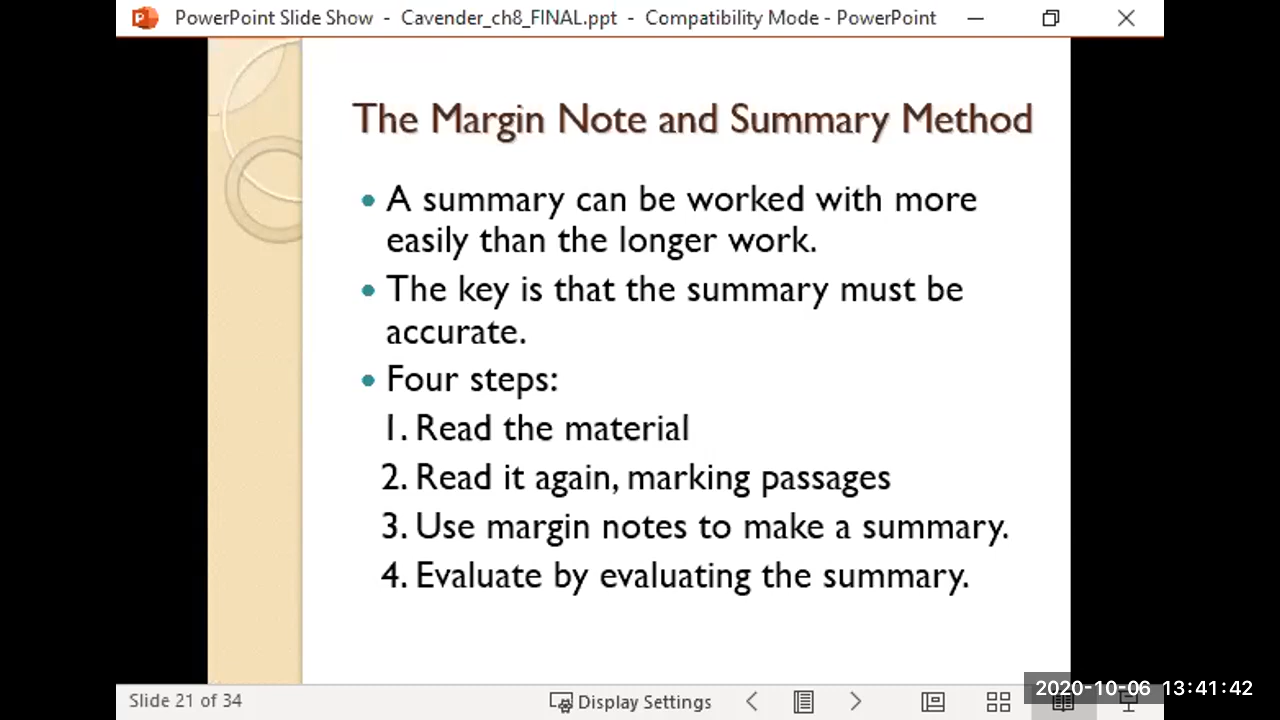 PowerPoint Slide Show - Cavender_ch8_FINAL.ppt - Compatibility Mode - PowerPoint
The Margin Note and Summary Method
• A summary can be worked with more
easily than the longer work.
• The key is that the summary must be
accurate.
• Four steps:
1. Read the material
2. Read it again, marking passages
3. Use margin notes to make a summary.
4. Evaluate by evaluating the summary.
Slide 21 of 34
Display Settings
2020-10-06 13:41:42